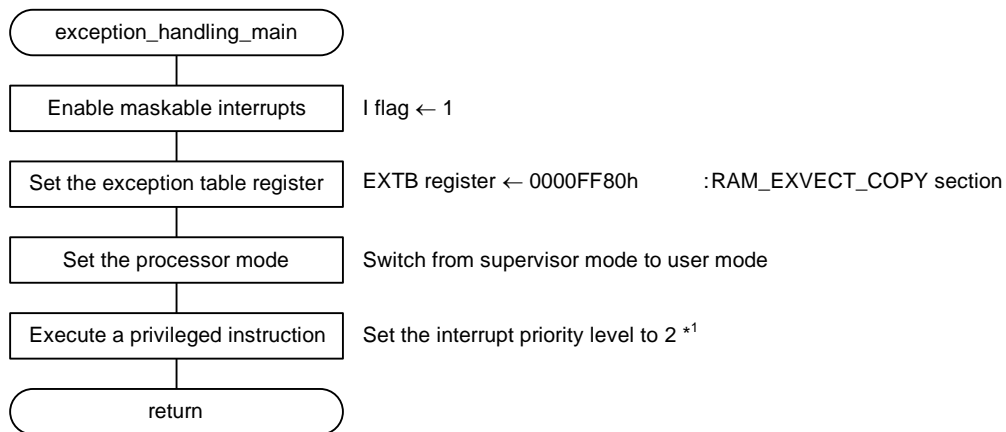 exception_handling_main
Enable maskable interrupts I flag ← 1
Set the exception table register EXTB register ← 0000FF80h :RAM_EXVECT_COPY section
Set the processor mode Switch from supervisor mode to user mode
Execute a privileged instruction Set the interrupt priority level to 2 *1
return